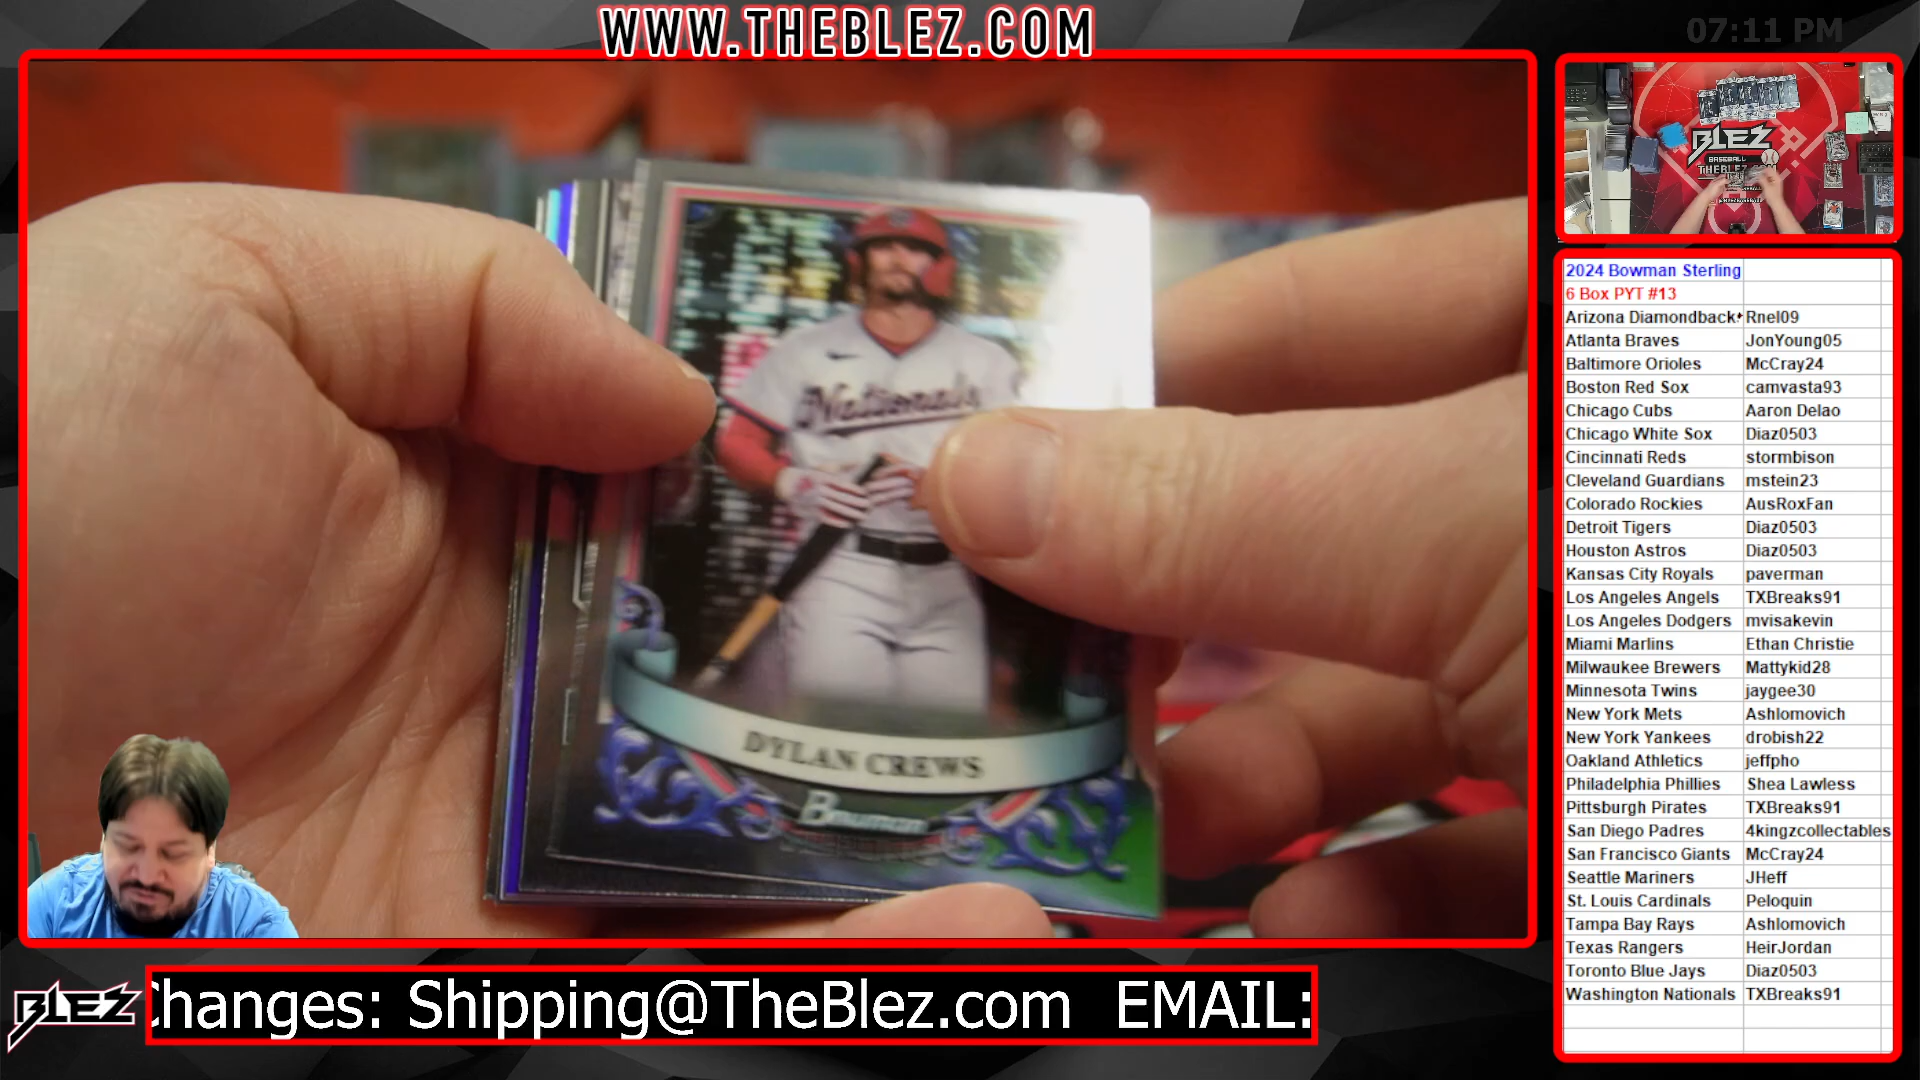 WWW.THEBLEZ.COM
07:11 PM
BLEZ
BASEBALL
Nationals
DYLAN CREWS
Bowman
2024 Bowman Sterling
6 Box PYT #13
Arizona Diamondback Rnel09
Atlanta Braves JonYoung05
Baltimore Orioles McCray24
Boston Red Sox camvasta93
Chicago Cubs Aaron Delao
Chicago White Sox Diaz0503
Cincinnati Reds stormbison
Cleveland Guardians mstein23
Colorado Rockies AusRoxFan
Detroit Tigers Diaz0503
Houston Astros Diaz0503
Kansas City Royals paverman
Los Angeles Angels TXBreaks91
Los Angeles Dodgers mvisakevin
Miami Marlins Ethan Christie
Milwaukee Brewers Mattykid28
Minnesota Twins jaygee30
New York Mets Ashlomovich
New York Yankees drobish22
Oakland Athletics jeffpho
Philadelphia Phillies Shea Lawless
Pittsburgh Pirates TXBreaks91
San Diego Padres 4kingzcollectables
San Francisco Giants McCray24
Seattle Mariners JHeff
St. Louis Cardinals Peloquin
Tampa Bay Rays Ashlomovich
Texas Rangers HeirJordan
Toronto Blue Jays Diaz0503
Washington Nationals TXBreaks91
BLEZ
Changes: Shipping@TheBlez.com EMAIL: